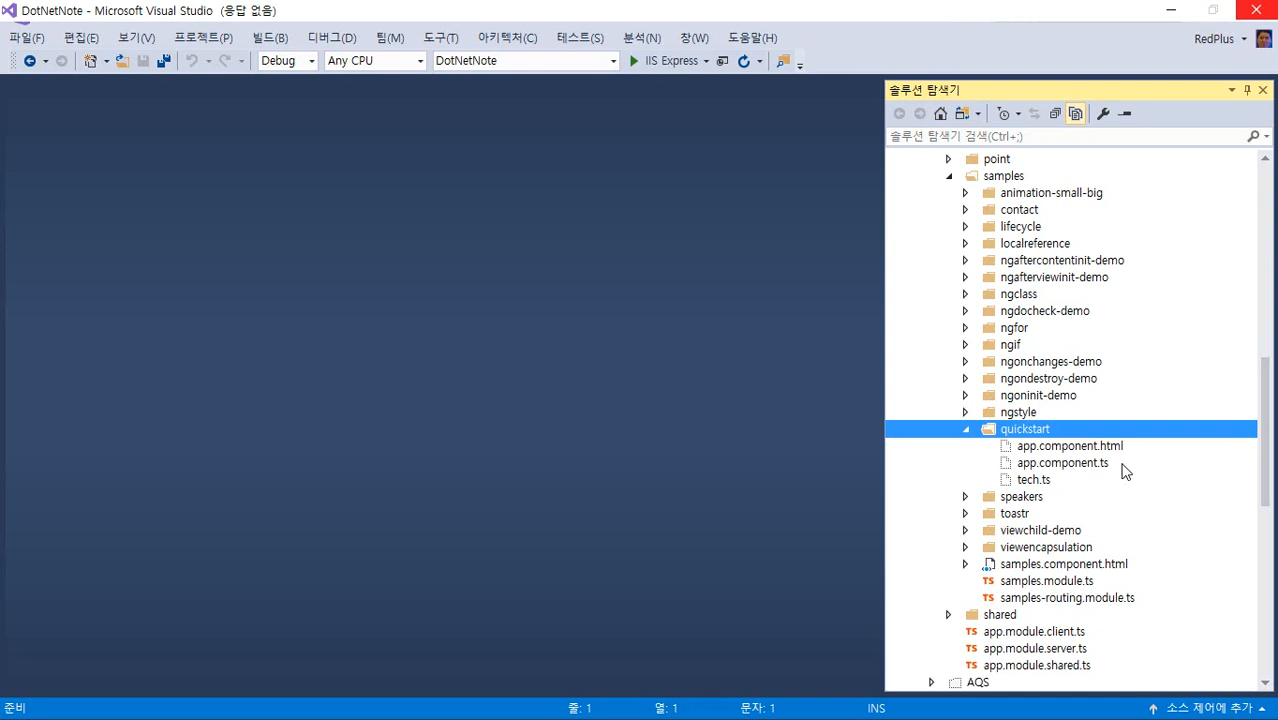 DotNetNote - Microsoft Visual Studio (응답 없음)
파일(F) 편집(E) 보기(V) 프로젝트(P) 빌드(B) 디버그(D) 팀(M) 도구(T) 아키텍처(C) 테스트(S) 분석(N) 창(W) 도움말(H) RedPlus
Debug Any CPU DotNetNote IIS Express
솔루션 탐색기
솔루션 탐색기 검색(Ctrl+;)
point
samples
animation-small-big
contact
lifecycle
localreference
ngaftercontentinit-demo
ngafterviewinit-demo
ngclass
ngdocheck-demo
ngfor
ngif
ngonchanges-demo
ngondestroy-demo
ngoninit-demo
ngstyle
quickstart
app.component.html
app.component.ts
tech.ts
speakers
toastr
viewchild-demo
viewencapsulation
samples.component.html
TS samples.module.ts
TS samples-routing.module.ts
shared
TS app.module.client.ts
TS app.module.server.ts
TS app.module.shared.ts
AQS
준비 줄: 1 열: 1 문자: 1 INS 소스 제어에 추가